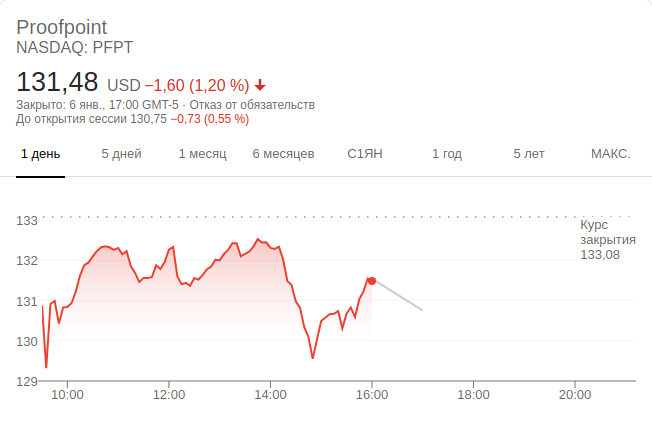 Proofpoint
NASDAQ: PFPT
131,48 USD −1,60 (1,20 %)
Закрыто: 6 янв., 17:00 GMT-5 · Отказ от обязательств
До открытия сессии 130,75 −0,73 (0,55 %)
1 день 5 дней 1 месяц 6 месяцев С1ЯН 1 год 5 лет МАКС.
133
Курс
закрытия
133,08
132
131
130
129
10:00 12:00 14:00 16:00 18:00 20:00